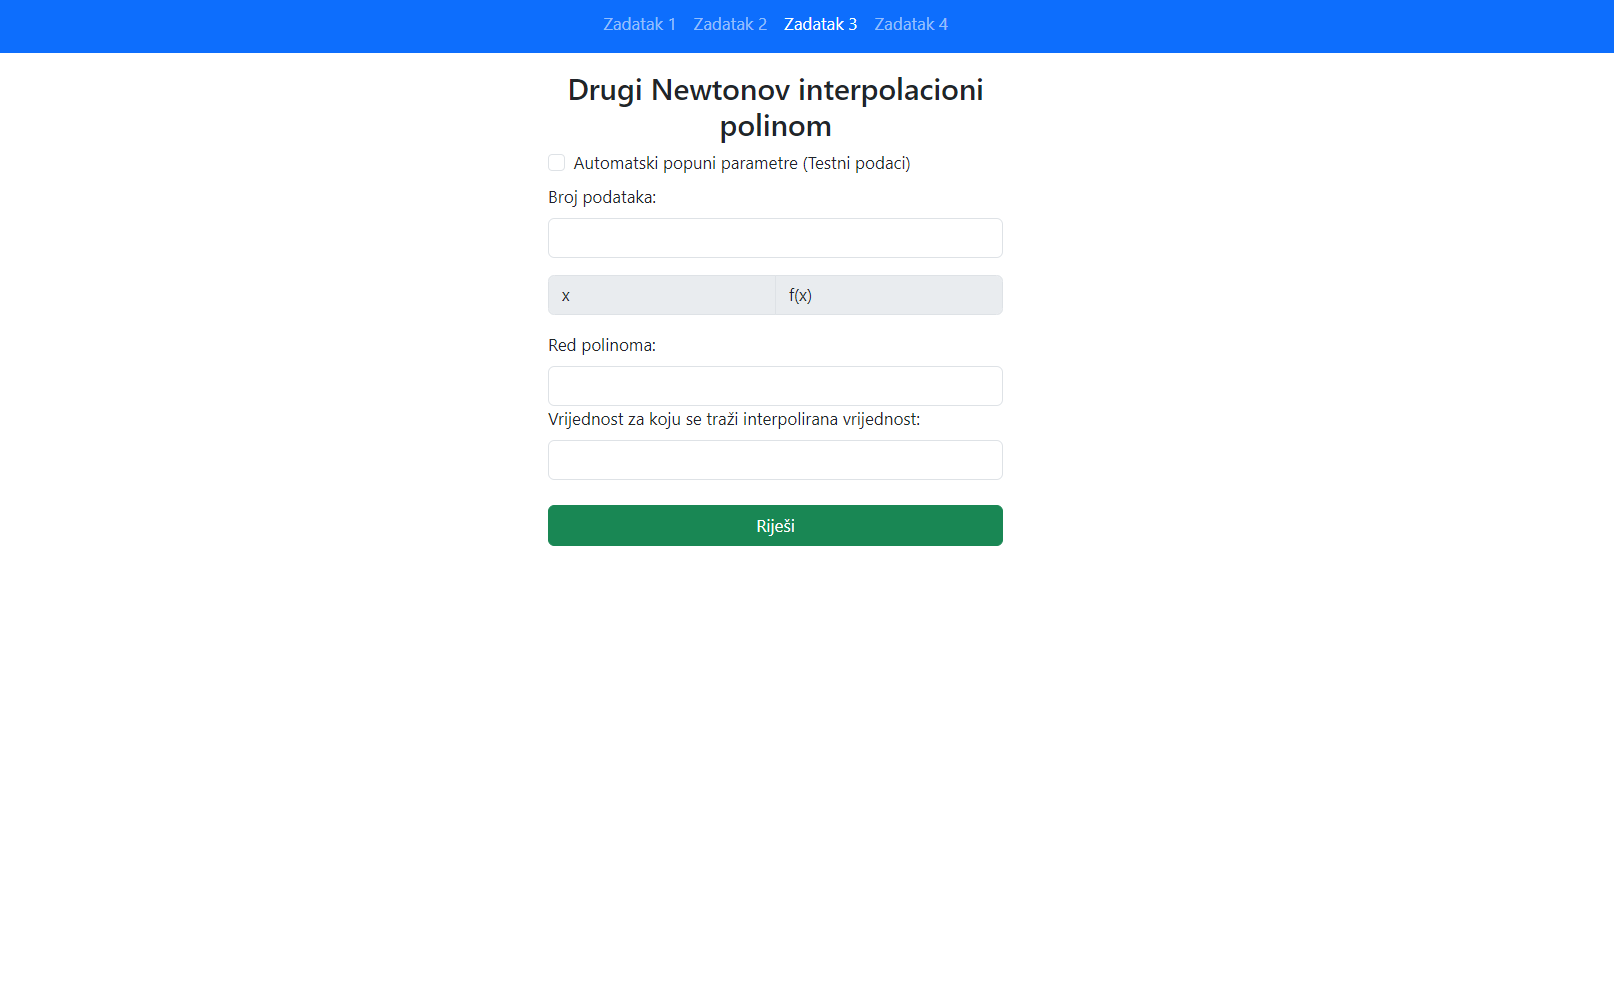 Zadatak 1 Zadatak 2 Zadatak 3 Zadatak 4
Drugi Newtonov interpolacioni
polinom
Automatski popuni parametre (Testni podaci)
Broj podataka:
x f(x)
Red polinoma:
Vrijednost za koju se traži interpolirana vrijednost:
Riješi